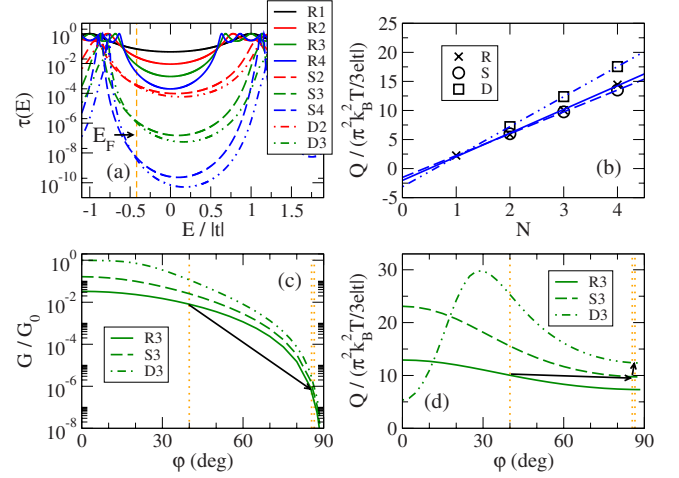 10^0
10^-2
10^-4
10^-6
10^-8
10^-10
τ(E)
E_F
(a)
-1
-0.5
0
0.5
1
E / |t|
R1
R2
R3
R4
S2
S3
S4
D2
D3
25
20
15
10
5
0
-5
Q / (π²k_B²T/3e|t|)
R
S
D
(b)
0
1
2
3
4
N
10^0
10^-2
10^-4
10^-6
10^-8
G / G_0
(c)
R3
S3
D3
0
30
60
90
φ (deg)
30
20
10
0
Q / (π²k_B²T/3e|t|)
R3
S3
D3
(d)
0
30
60
90
φ (deg)